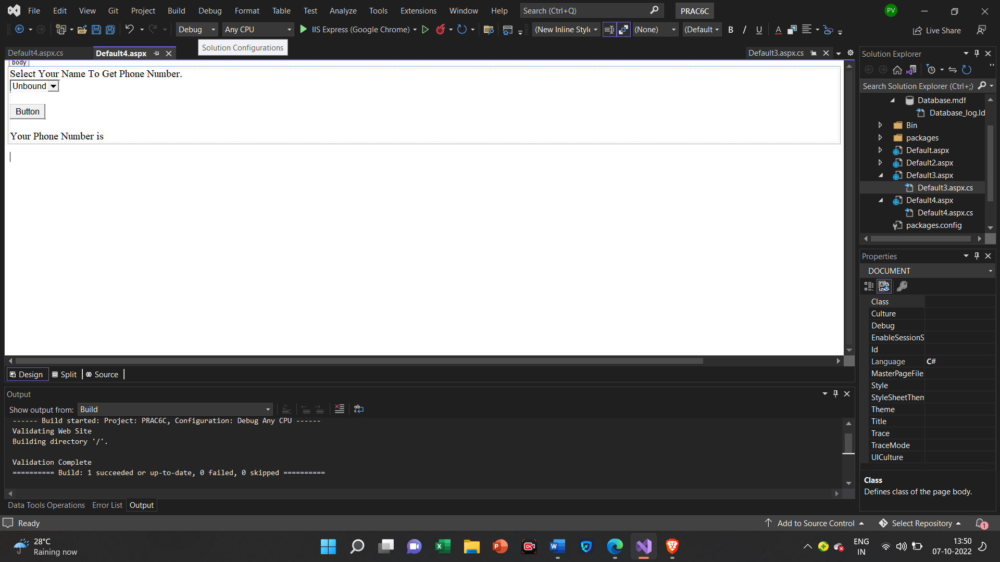 File Edit View Git Project Build Debug Format Table Test Analyze Tools Extensions Window Help Search (Ctrl+Q) PRAC6C PV
Debug Any CPU IIS Express (Google Chrome) (New Inline Style (None) (Default B I U A Live Share
Solution Configurations
Default4.aspx.cs Default4.aspx Default3.aspx.cs
body
Select Your Name To Get Phone Number.
Unbound
Button
Your Phone Number is
Design Split Source
Output
Show output from: Build
------ Build started: Project: PRAC6C, Configuration: Debug Any CPU ------
Validating Web Site
Building directory '/'.
Validation Complete
========== Build: 1 succeeded or up-to-date, 0 failed, 0 skipped ==========
Data Tools Operations Error List Output
Solution Explorer
Search Solution Explorer (Ctrl+;)
Database.mdf
Database_log.ld
Bin
packages
Default.aspx
Default2.aspx
Default3.aspx
Default3.aspx.cs
Default4.aspx
Default4.aspx.cs
packages.config
Properties
DOCUMENT
Class
Culture
Debug
EnableSessionS
Id
Language C#
MasterPageFile
Style
StyleSheetThem
Theme
Title
Trace
TraceMode
UICulture
Class
Defines class of the page body.
Ready Add to Source Control Select Repository 1
28°C
Raining now
ENG
IN
13:50
07-10-2022